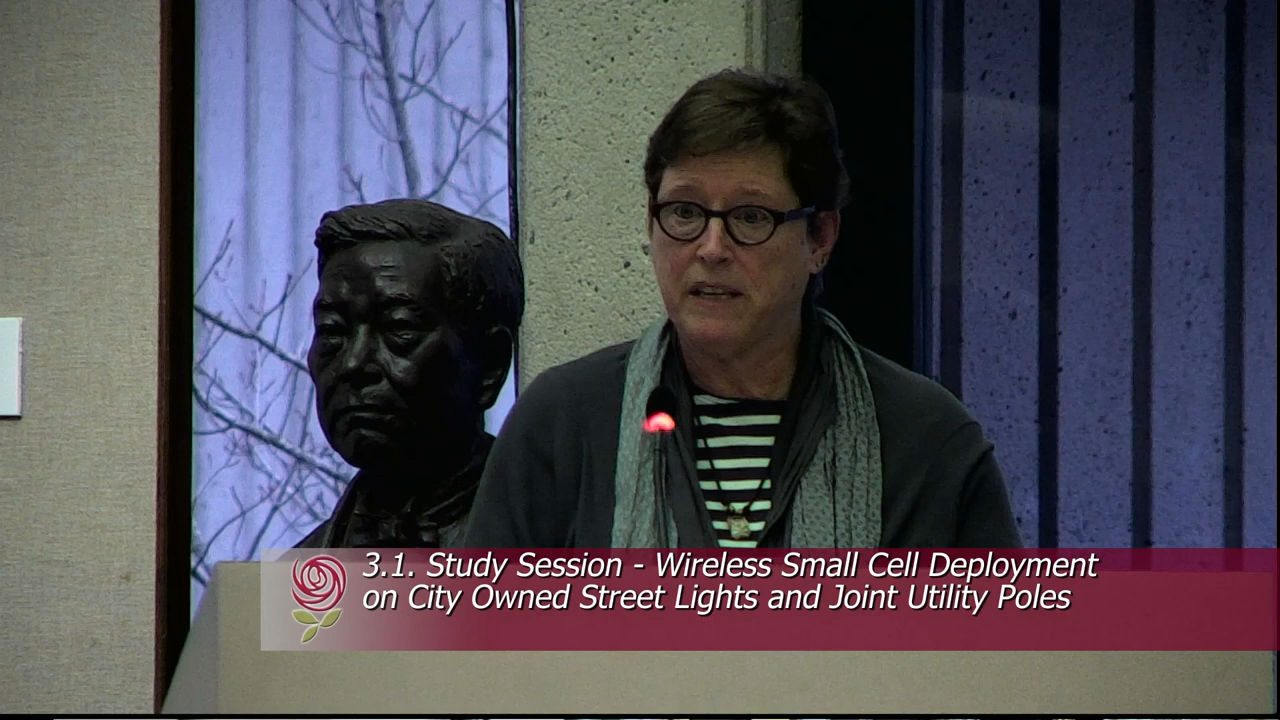 3.1. Study Session - Wireless Small Cell Deployment
on City Owned Street Lights and Joint Utility Poles